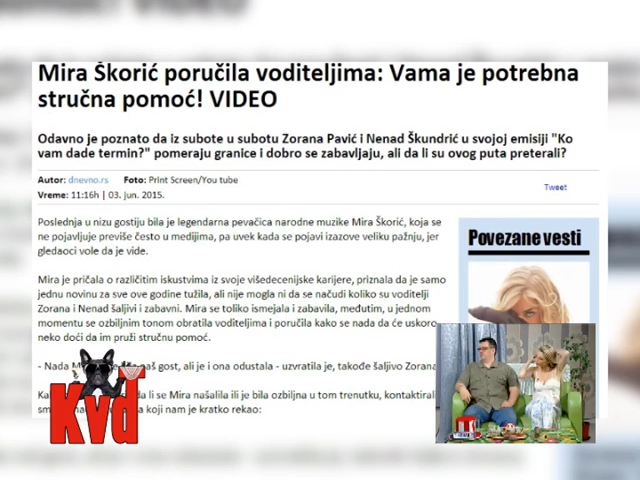 Mira Škorić poručila voditeljima: Vama je potrebna
stručna pomoć! VIDEO
Odavno je poznato da iz subote u subotu Zorana Pavić i Nenad Škundrić u svojoj emisiji "Ko
vam dade termin?" pomeraju granice i dobro se zabavljaju, ali da li su ovog puta preterali?
Autor: dnevno.rs Foto: Print Screen/You tube
Vreme: 11:16h | 03. jun. 2015.
Tweet
Poslednja u nizu gostiju bila je legendarna pevačica narodne muzike Mira Škorić, koja se
ne pojavljuje previše često u medijima, pa uvek kada se pojavi izazove veliku pažnju, jer
gledaoci vole da je vide.
Mira je pričala o različitim iskustvima iz svoje višedecenijske karijere, priznala da je samo
jednu novinu za sve ove godine tužila, ali nije mogla ni da se načudi koliko su voditelji
Zorana i Nenad šaljivi i zabavni. Mira se toliko ismejala i zabavila, međutim, u jednom
momentu se ozbiljnim tonom obratila voditeljima i poručila kako se nada da će uskoro
neko doći da im pruži stručnu pomoć.
- Nada M naš gost, ali je i ona odustala - uzvratila je, takođe šaljivo Zorana
da li se Mira našalila ili je bila ozbiljna u tom trenutku, kontaktiral
koji nam je kratko rekao:
Povezane vesti
Kvd